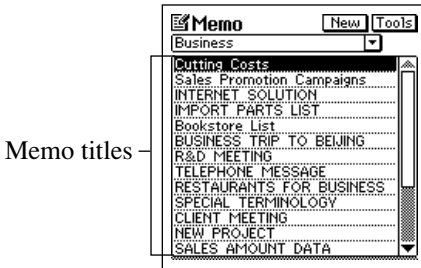 Memo New Tools
Business
Cutting Costs
Sales Promotion Campaigns
INTERNET SOLUTION
IMPORT PARTS LIST
Bookstore List
BUSINESS TRIP TO BEIJING
R&D MEETING
Memo titles
TELEPHONE MESSAGE
RESTAURANTS FOR BUSINESS
SPECIAL TERMINOLOGY
CLIENT MEETING
NEW PROJECT
SALES AMOUNT DATA